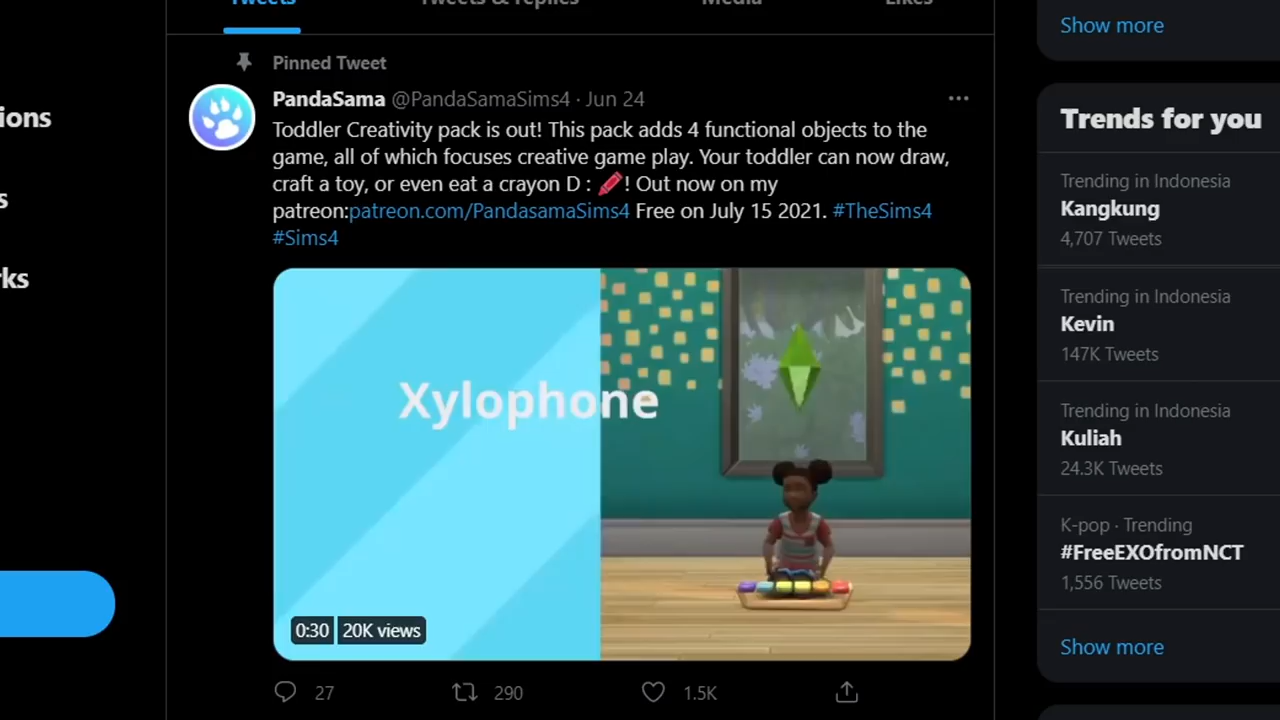 Tweets
Tweets & replies
Media
Likes
Pinned Tweet
PandaSama @PandaSamaSims4 · Jun 24
Toddler Creativity pack is out! This pack adds 4 functional objects to the
game, all of which focuses creative game play. Your toddler can now draw,
craft a toy, or even eat a crayon D : 🖍! Out now on my
patreon:patreon.com/PandasamaSims4 Free on July 15 2021. #TheSims4
#Sims4
Xylophone
0:30
20K views
27
290
1.5K
ions
s
rks
Show more
Trends for you
Trending in Indonesia
Kangkung
4,707 Tweets
Trending in Indonesia
Kevin
147K Tweets
Trending in Indonesia
Kuliah
24.3K Tweets
K-pop · Trending
#FreeEXOfromNCT
1,556 Tweets
Show more